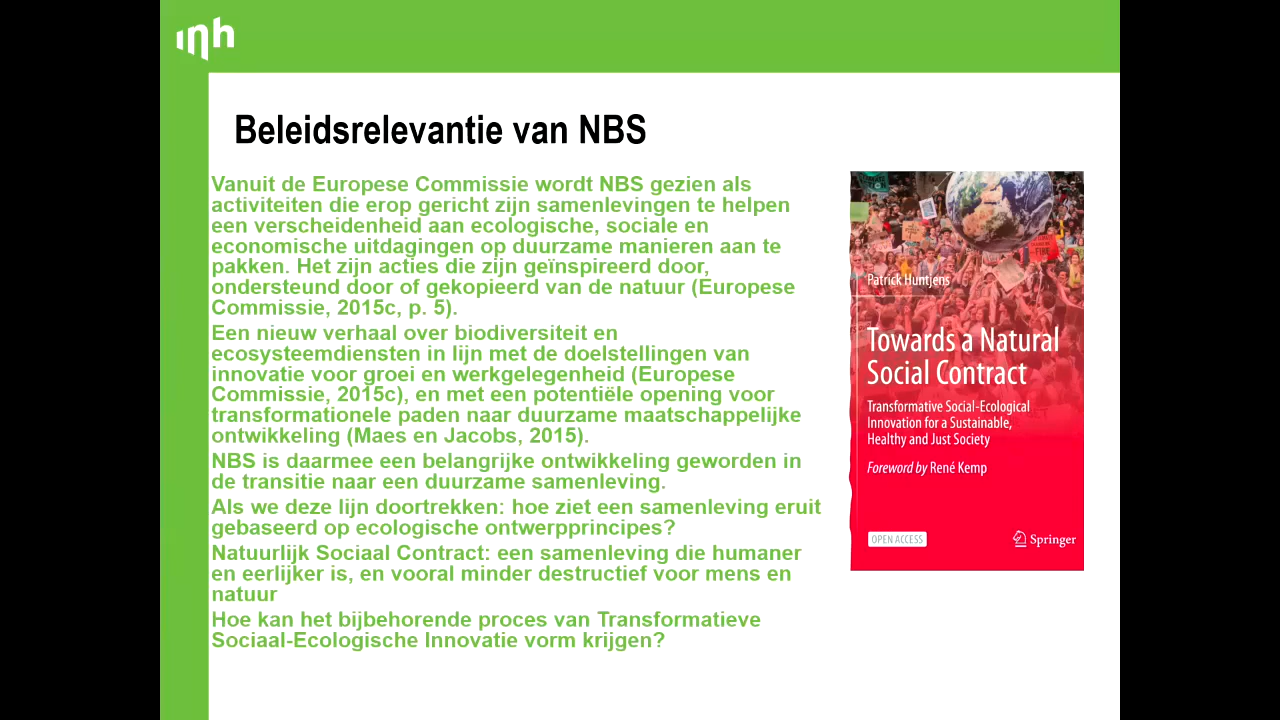 inh
Beleidsrelevantie van NBS
Vanuit de Europese Commissie wordt NBS gezien als
activiteiten die erop gericht zijn samenlevingen te helpen
een verscheidenheid aan ecologische, sociale en
economische uitdagingen op duurzame manieren aan te
pakken. Het zijn acties die zijn geïnspireerd door,
ondersteund door of gekopieerd van de natuur (Europese
Commissie, 2015c, p. 5).
Een nieuw verhaal over biodiversiteit en
ecosysteemdiensten in lijn met de doelstellingen van
innovatie voor groei en werkgelegenheid (Europese
Commissie, 2015c), en met een potentiële opening voor
transformationele paden naar duurzame maatschappelijke
ontwikkeling (Maes en Jacobs, 2015).
NBS is daarmee een belangrijke ontwikkeling geworden in
de transitie naar een duurzame samenleving.
Als we deze lijn doortrekken: hoe ziet een samenleving eruit
gebaseerd op ecologische ontwerpprincipes?
Natuurlijk Sociaal Contract: een samenleving die humaner
en eerlijker is, en vooral minder destructief voor mens en
natuur
Hoe kan het bijbehorende proces van Transformatieve
Sociaal-Ecologische Innovatie vorm krijgen?
Patrick Huntjens
Towards a Natural
Social Contract
Transformative Social-Ecological
Innovation for a Sustainable,
Healthy and Just Society
Foreword by René Kemp
OPEN ACCESS
Springer